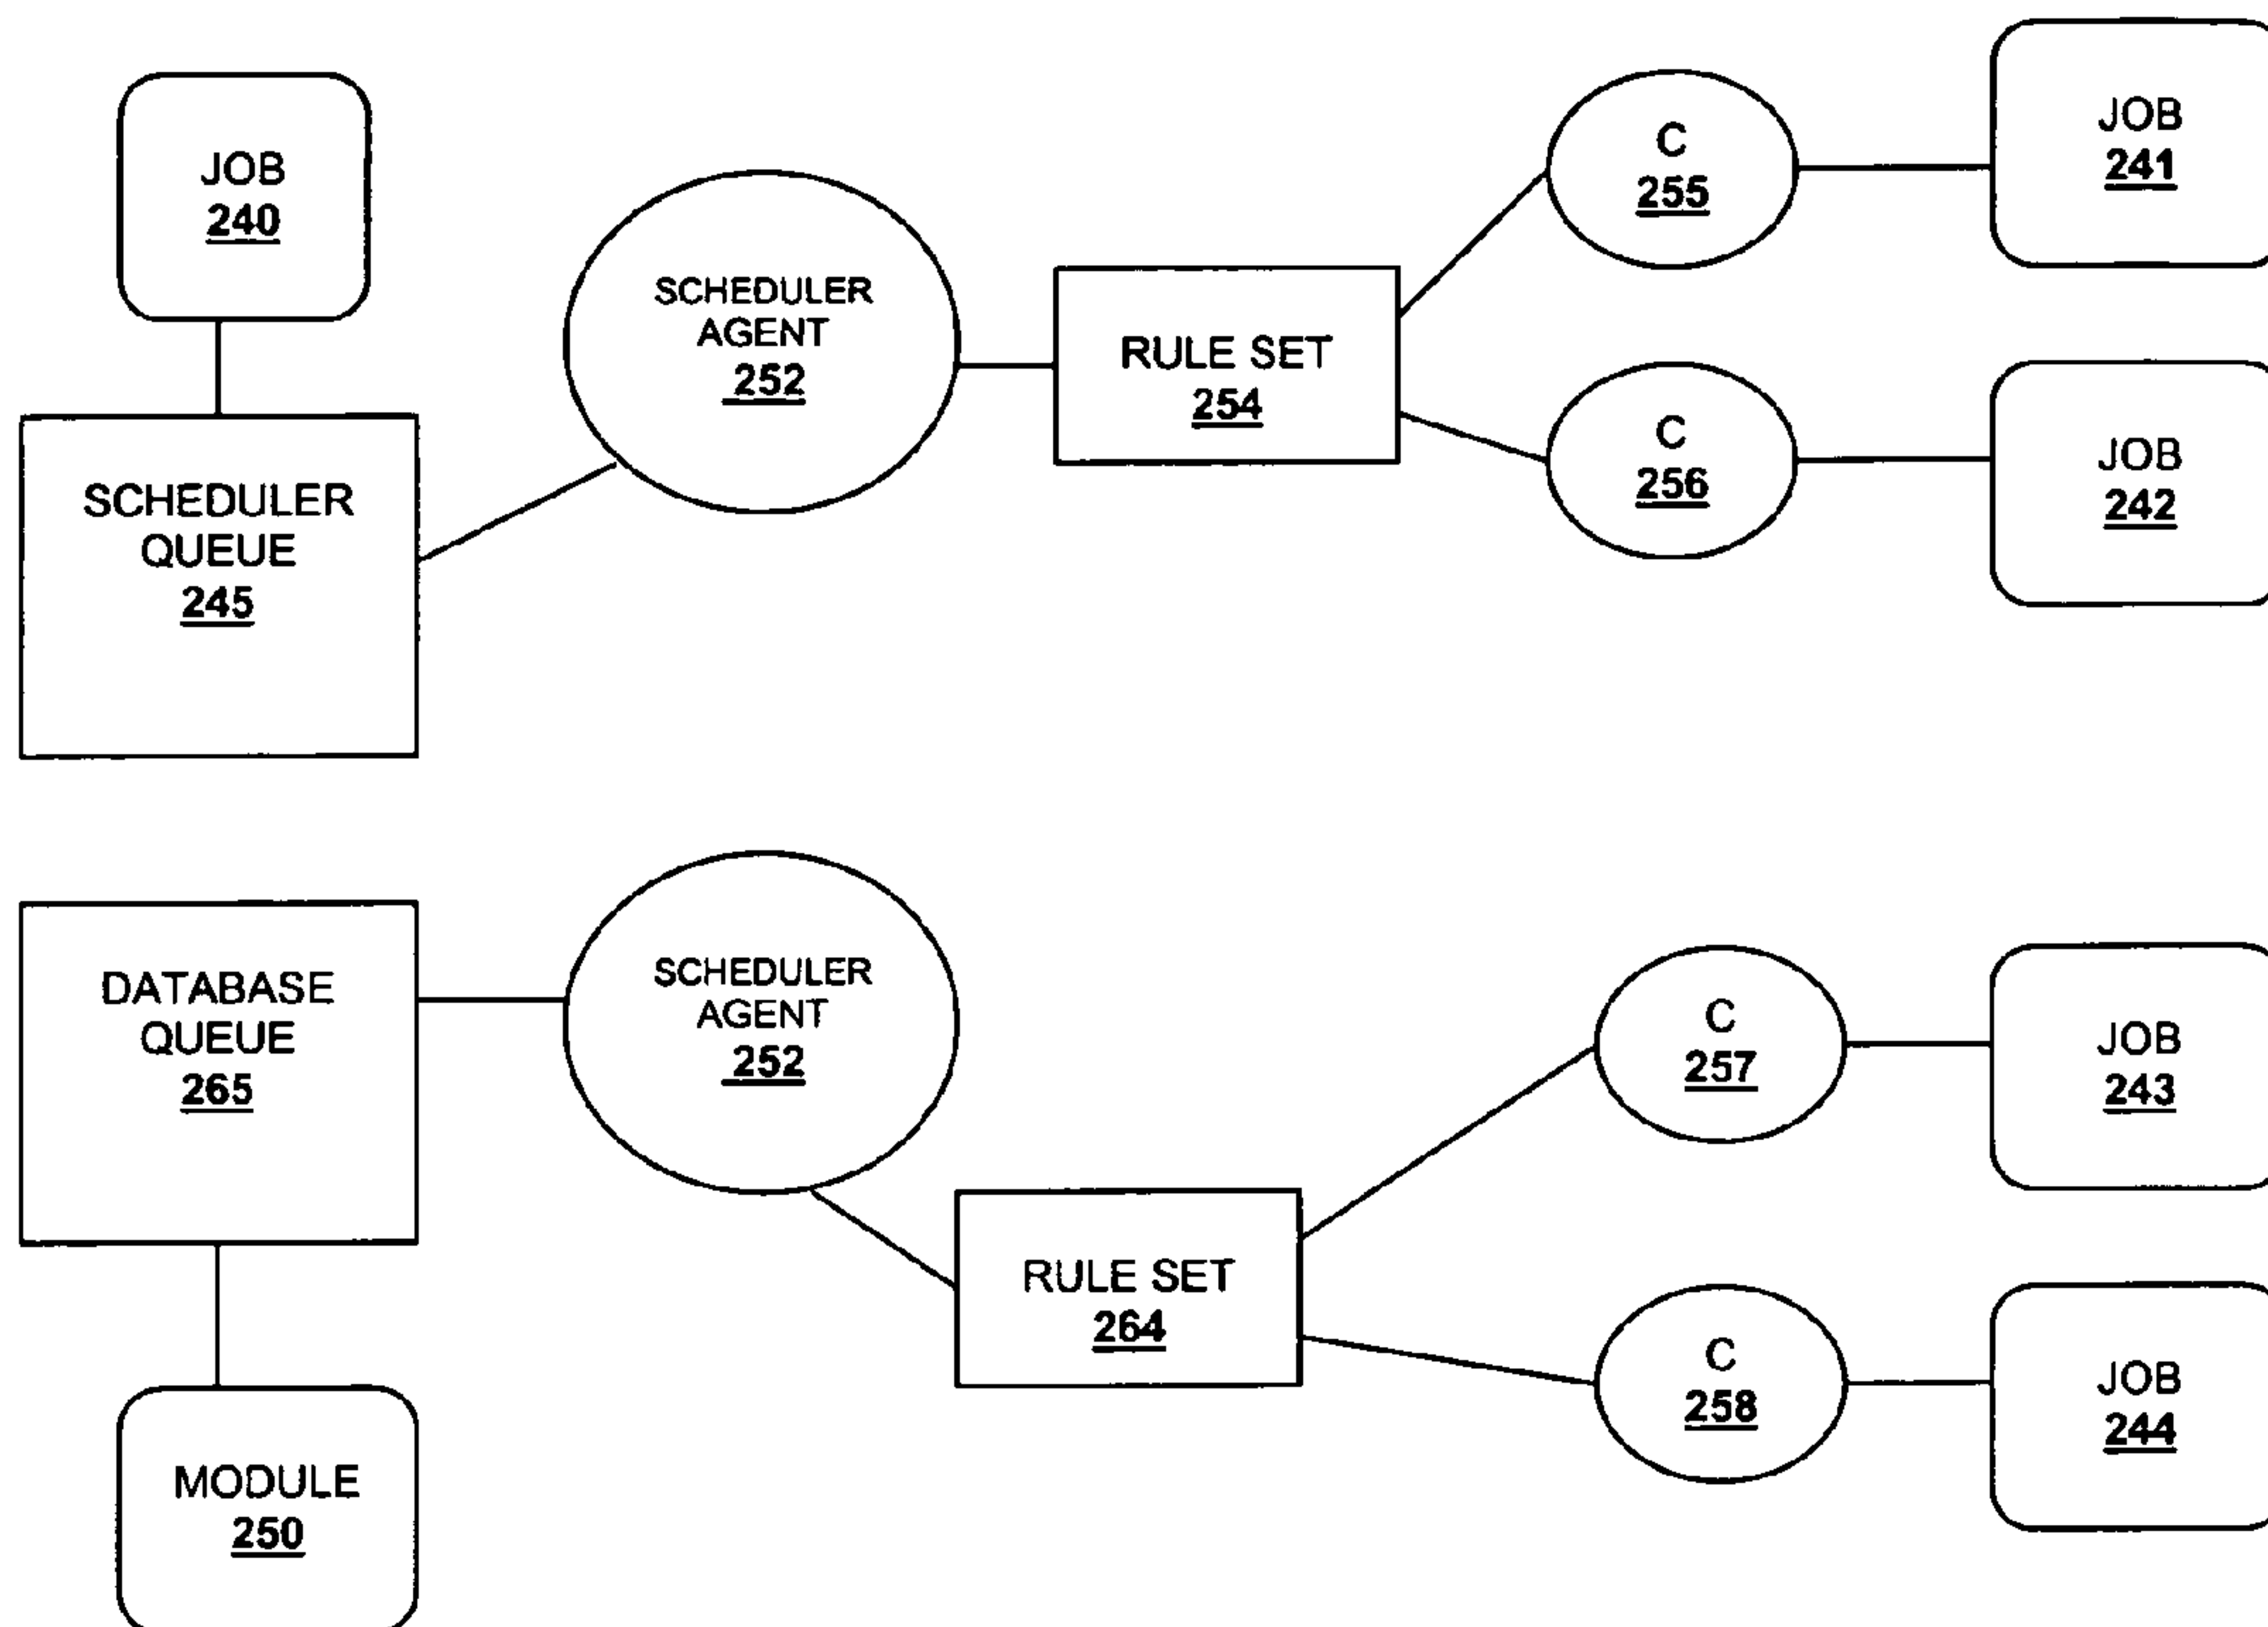 JOB
240
SCHEDULER
QUEUE
245
SCHEDULER
AGENT
252
RULE SET
254
C
255
JOB
241
C
256
JOB
242
DATABASE
QUEUE
265
MODULE
250
SCHEDULER
AGENT
252
RULE SET
264
C
257
JOB
243
C
258
JOB
244